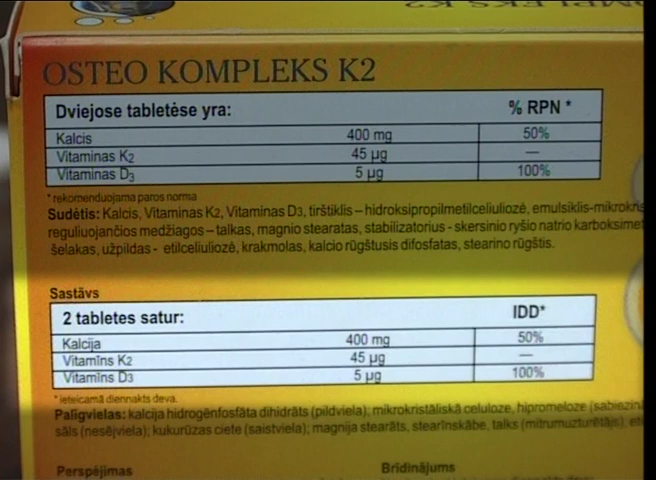 OSTEO KOMPLEKS K2
Dviejose tabletėse yra: % RPN *
Kalcis 400 mg 50%
Vitaminas K2 45 µg —
Vitaminas D3 5 µg 100%
* rekomenduojama paros norma
Sudėtis: Kalcis, Vitaminas K2, Vitaminas D3, tirštiklis – hidroksipropilmetilceliuliozė, emulsiklis-mikrokris
reguliuojančios medžiagos – talkas, magnio stearatas, stabilizatorius - skersinio ryšio natrio karboksimet
šelakas, užpildas - etilceliuliozė, krakmolas, kalcio rūgštusis difosfatas, stearino rūgštis.
Sastāvs
2 tabletes satur: IDD*
Kalcija 400 mg 50%
Vitamīns K2 45 µg —
Vitamīns D3 5 µg 100%
* ieteicamā diennakts deva.
Palīgvielas: kalcija hidrogēnfosfāta dihidrāts (pildviela); mikrokristāliskā celuloze, hipromeloze (sabiezin
sāls (nesējviela); kukurūzas ciete (saistviela); magnija stearāts, stearīnskābe, talks (mitrumuzturētājs);
Perspėjimas Brīdinājums